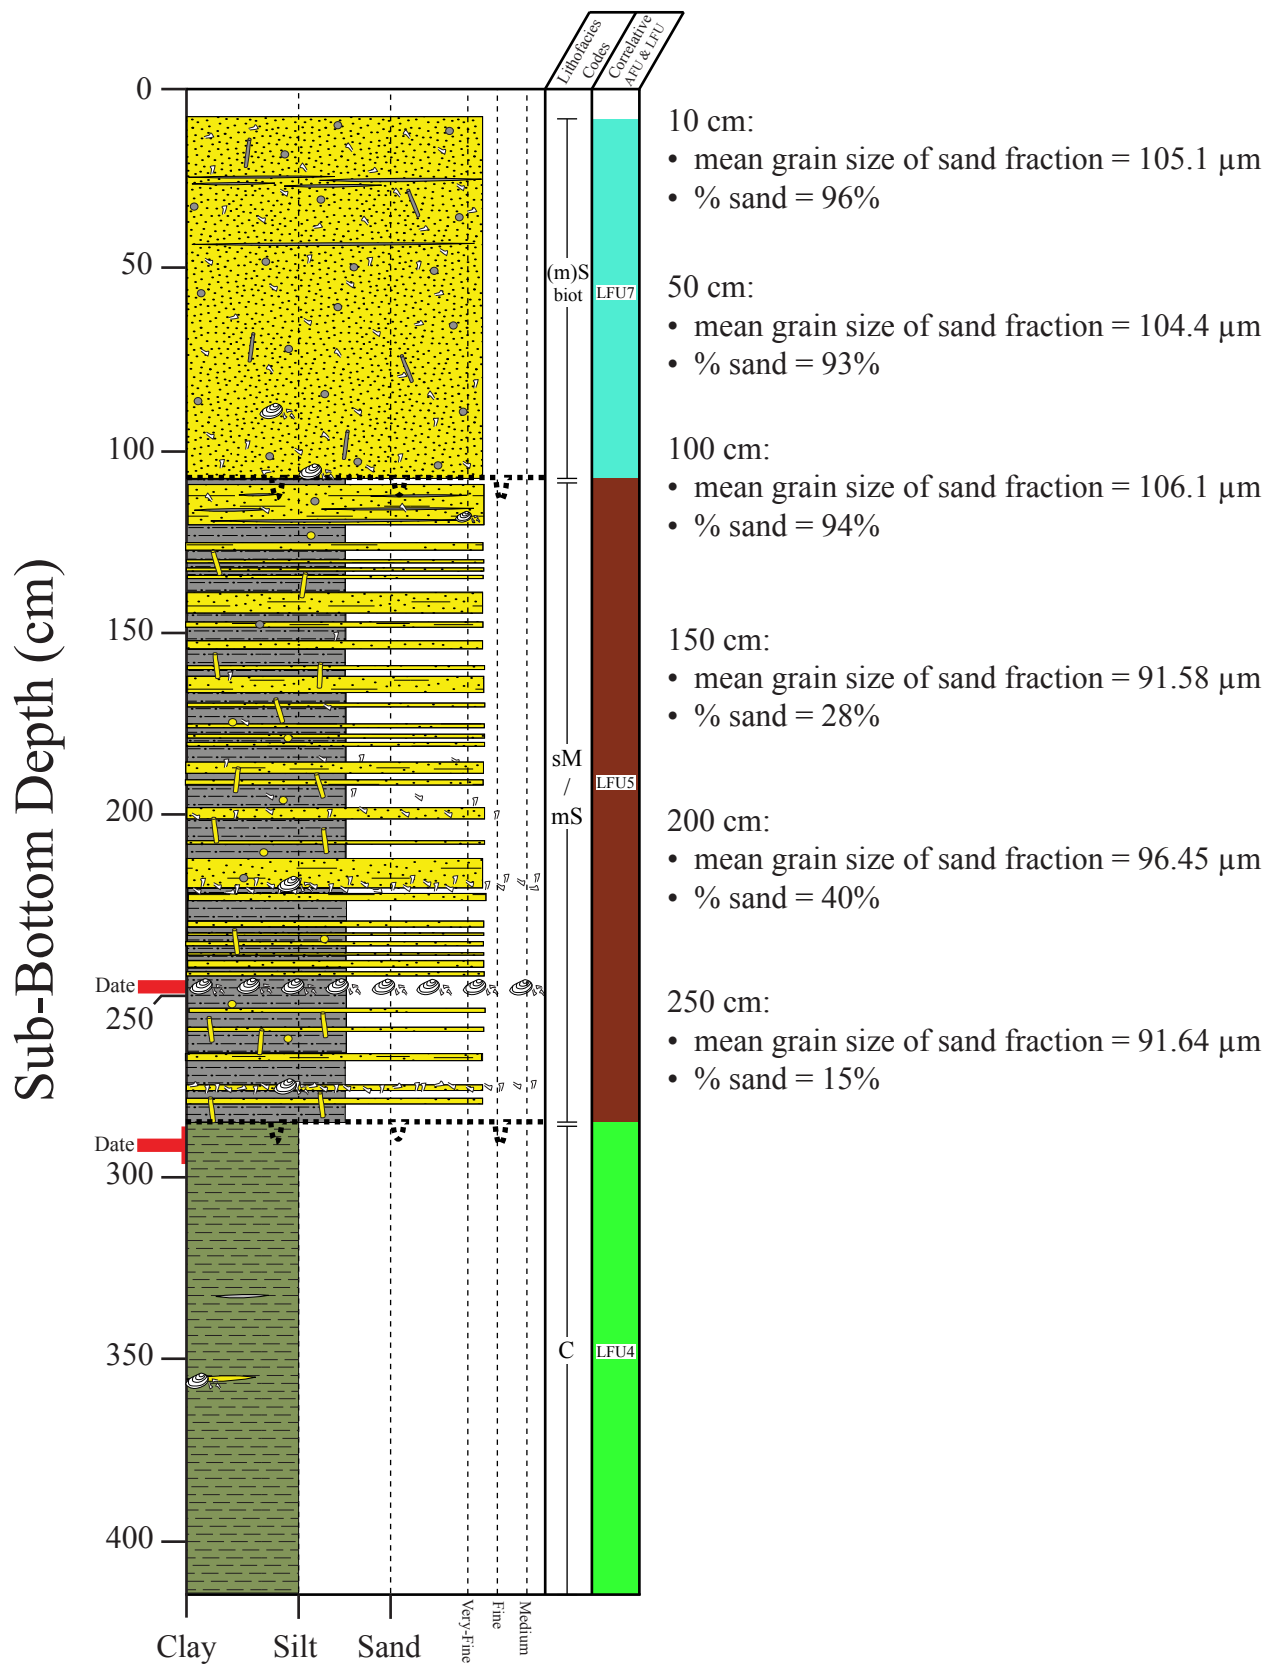 Lithofacies
Codes
Correlative
AFU & LFU
Sub-Bottom Depth (cm)
0
50
100
150
200
250
300
350
400
Date
Date
(m)S
biot
sM
/
mS
C
LFU7
LFU5
LFU4
10 cm:
• mean grain size of sand fraction = 105.1 µm
• % sand = 96%
50 cm:
• mean grain size of sand fraction = 104.4 µm
• % sand = 93%
100 cm:
• mean grain size of sand fraction = 106.1 µm
• % sand = 94%
150 cm:
• mean grain size of sand fraction = 91.58 µm
• % sand = 28%
200 cm:
• mean grain size of sand fraction = 96.45 µm
• % sand = 40%
250 cm:
• mean grain size of sand fraction = 91.64 µm
• % sand = 15%
Clay
Silt
Sand
Very-Fine
Fine
Medium